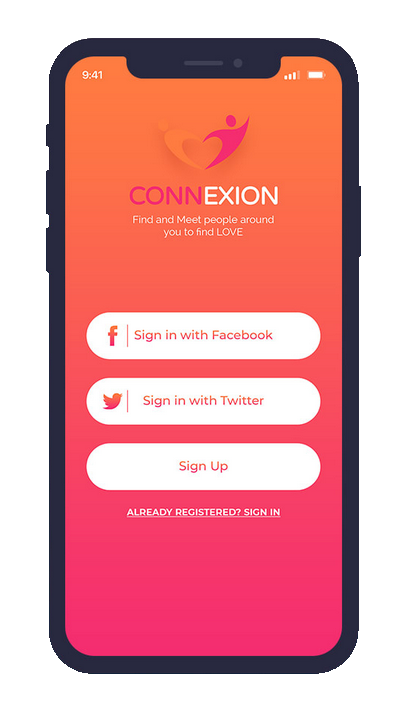 9:41
CONNEXION
Find and Meet people around
you to find LOVE
Sign in with Facebook
Sign in with Twitter
Sign Up
ALREADY REGISTERED? SIGN IN